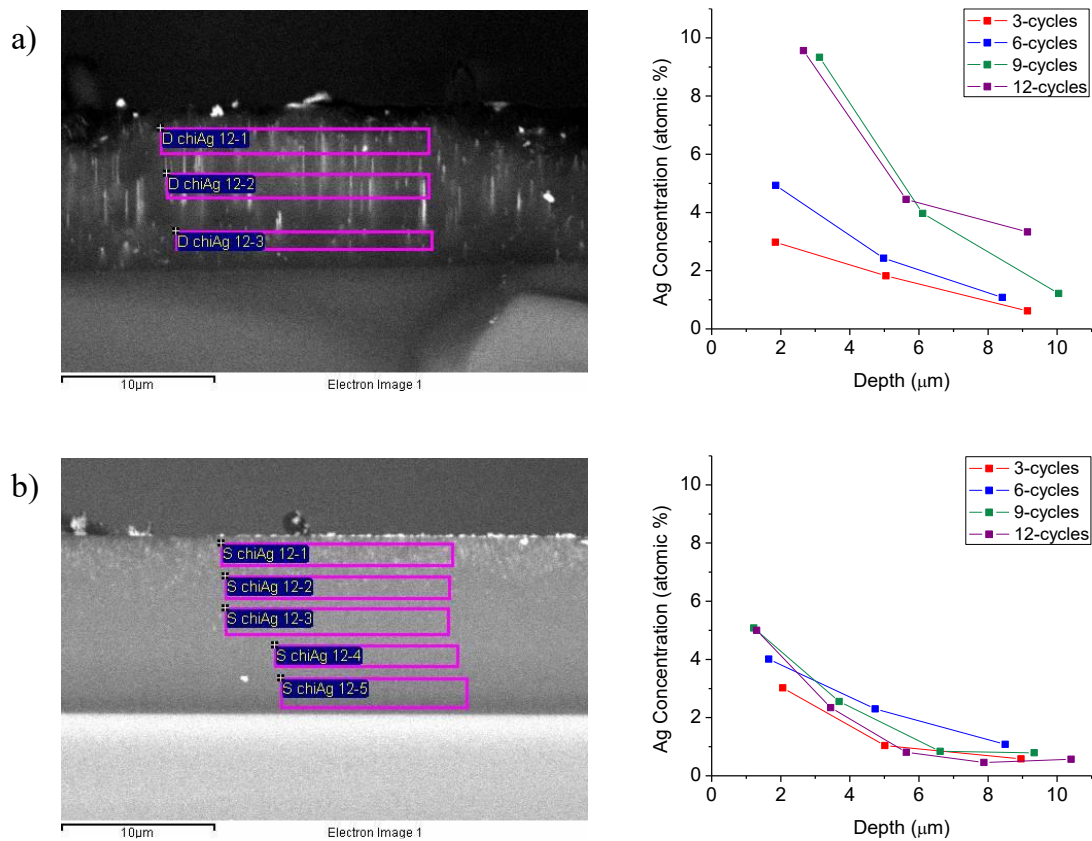 a)
D chiAg 12-1
D chiAg 12-2
D chiAg 12-3
10μm
Electron Image 1
Ag Concentration (atomic %)
10
8
6
4
2
0
0 2 4 6 8 10
Depth (μm)
3-cycles
6-cycles
9-cycles
12-cycles
b)
S chiAg 12-1
S chiAg 12-2
S chiAg 12-3
S chiAg 12-4
S chiAg 12-5
10μm
Electron Image 1
Ag Concentration (atomic %)
10
8
6
4
2
0
0 2 4 6 8 10
Depth (μm)
3-cycles
6-cycles
9-cycles
12-cycles